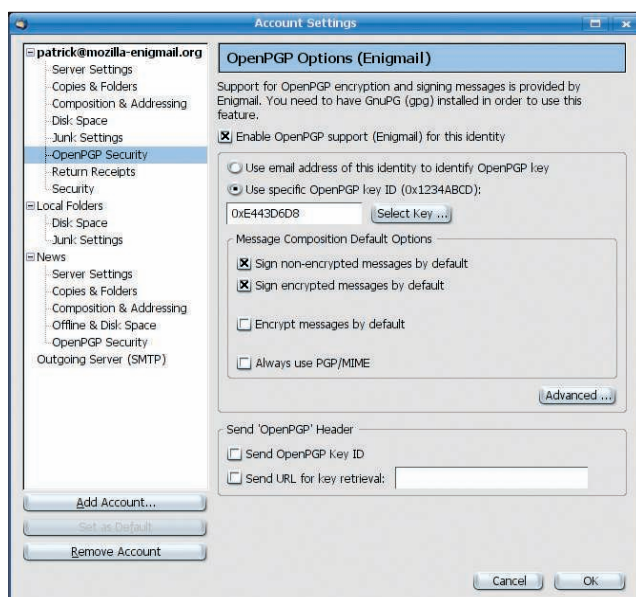 Account Settings
patrick@mozilla-enigmail.org
Server Settings
Copies & Folders
Composition & Addressing
Disk Space
Junk Settings
OpenPGP Security
Return Receipts
Security
Local Folders
Disk Space
Junk Settings
News
Server Settings
Copies & Folders
Composition & Addressing
Offline & Disk Space
OpenPGP Security
Outgoing Server (SMTP)
Add Account...
Set as Default
Remove Account
OpenPGP Options (Enigmail)
Support for OpenPGP encryption and signing messages is provided by
Enigmail. You need to have GnuPG (gpg) installed in order to use this
feature.
Enable OpenPGP support (Enigmail) for this identity
Use email address of this identity to identify OpenPGP key
Use specific OpenPGP key ID (0x1234ABCD):
0xE443D6D8
Select Key ...
Message Composition Default Options
Sign non-encrypted messages by default
Sign encrypted messages by default
Encrypt messages by default
Always use PGP/MIME
Advanced ...
Send 'OpenPGP' Header
Send OpenPGP Key ID
Send URL for key retrieval:
Cancel
OK